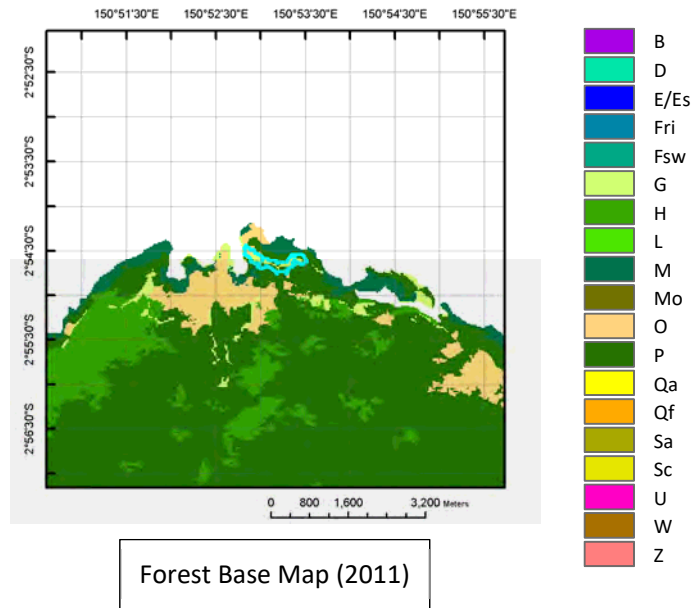 150°51'30"E 150°52'30"E 150°53'30"E 150°54'30"E 150°55'30"E
2°52'30"S
2°53'30"S
2°54'30"S
2°55'30"S
2°56'30"S
0 800 1,600 3,200 Meters
Forest Base Map (2011)
B
D
E/Es
Fri
Fsw
G
H
L
M
Mo
O
P
Qa
Qf
Sa
Sc
U
W
Z